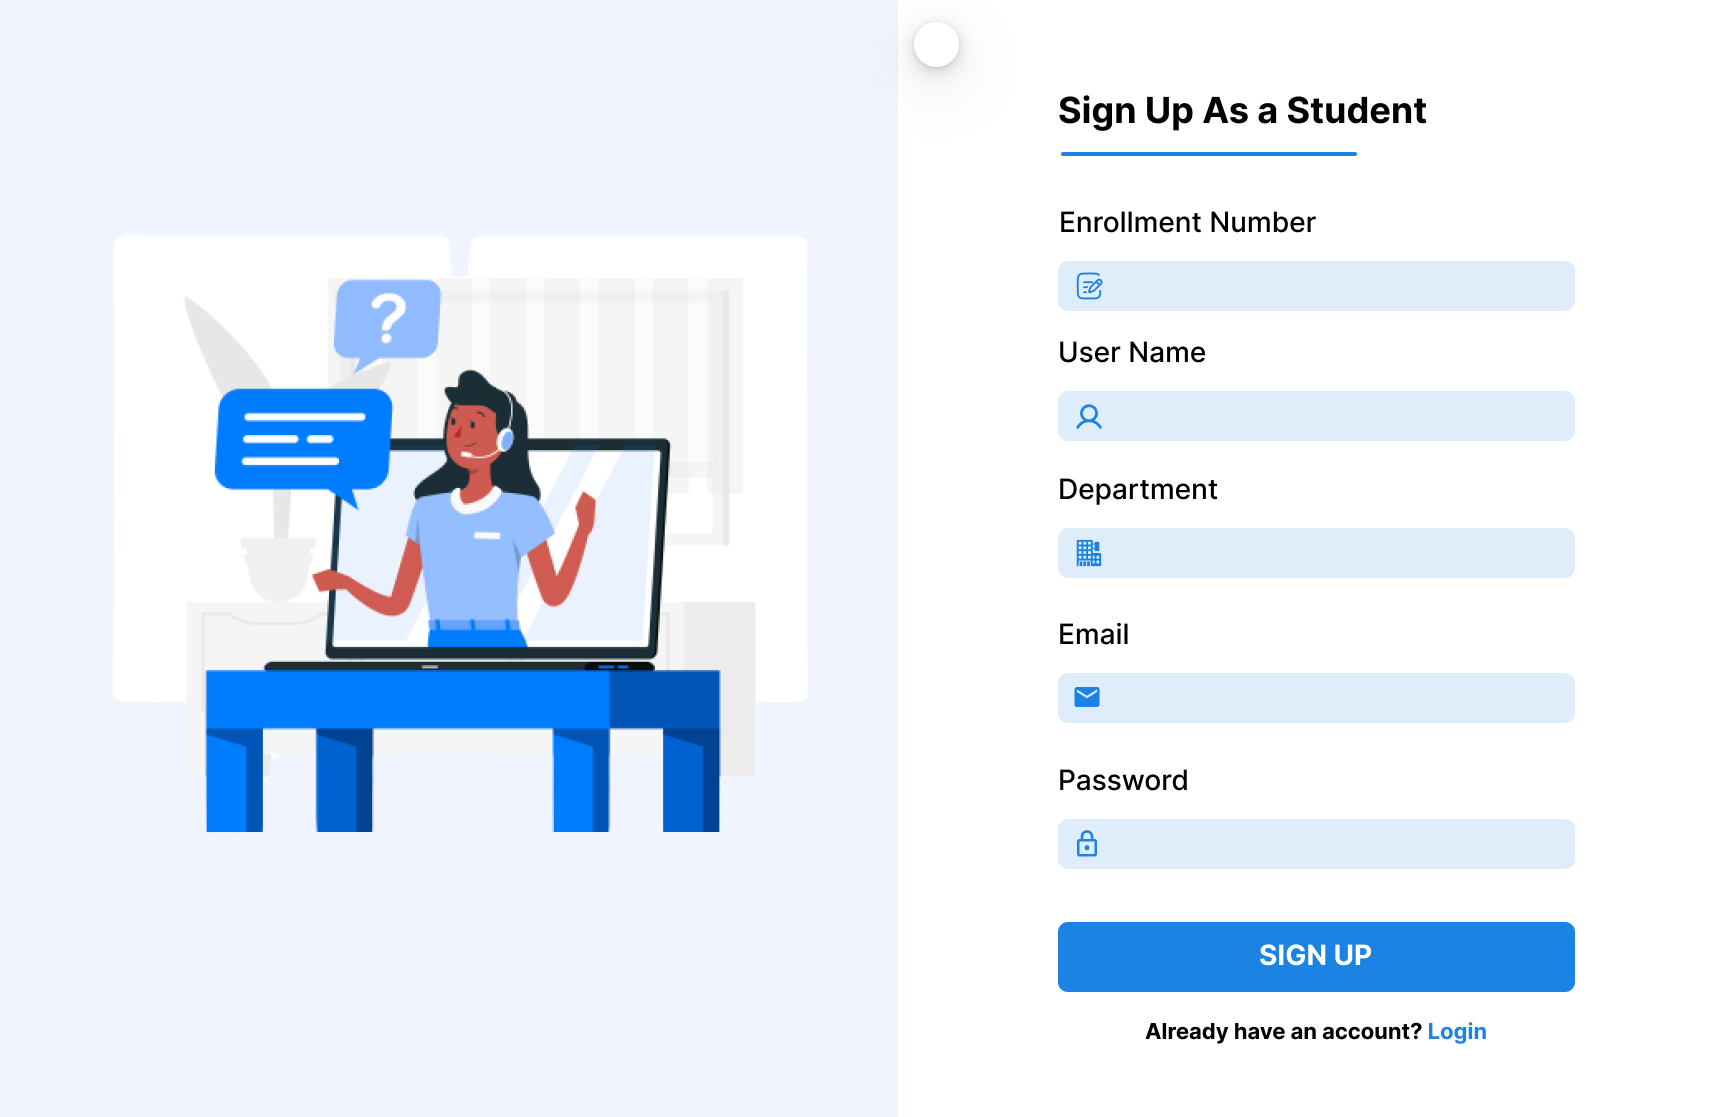 ?
Sign Up As a Student
Enrollment Number
User Name
Department
Email
Password
SIGN UP
Already have an account? Login